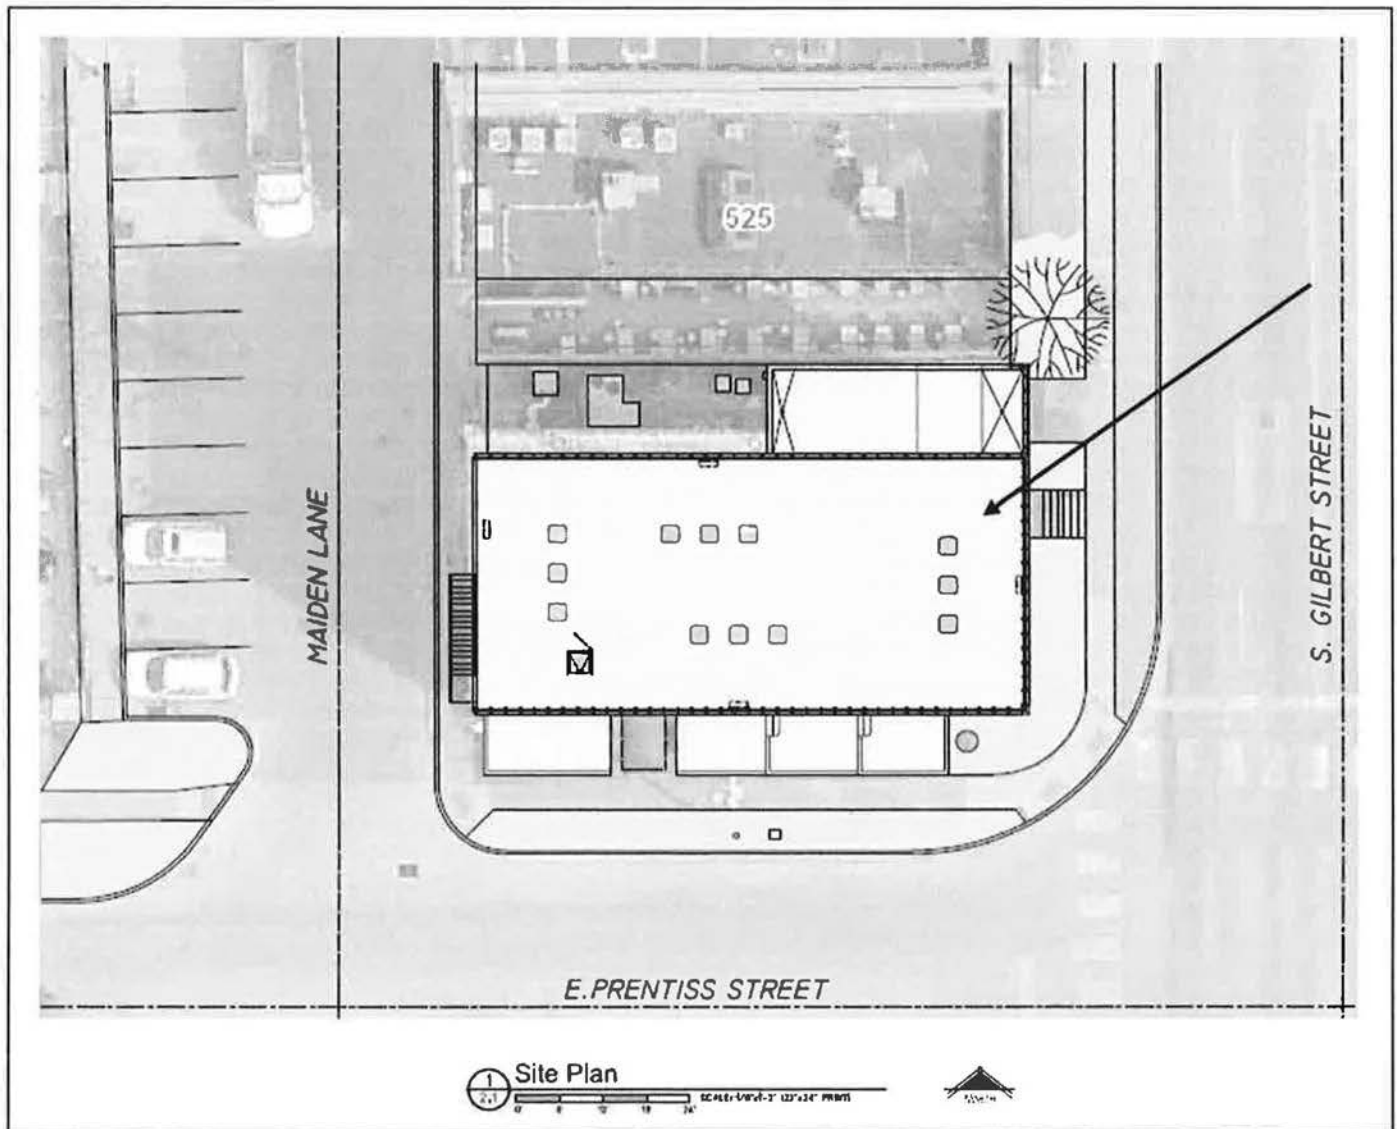 525
MAIDEN LANE
S. GILBERT STREET
E.PRENTISS STREET
1
2.1
Site Plan